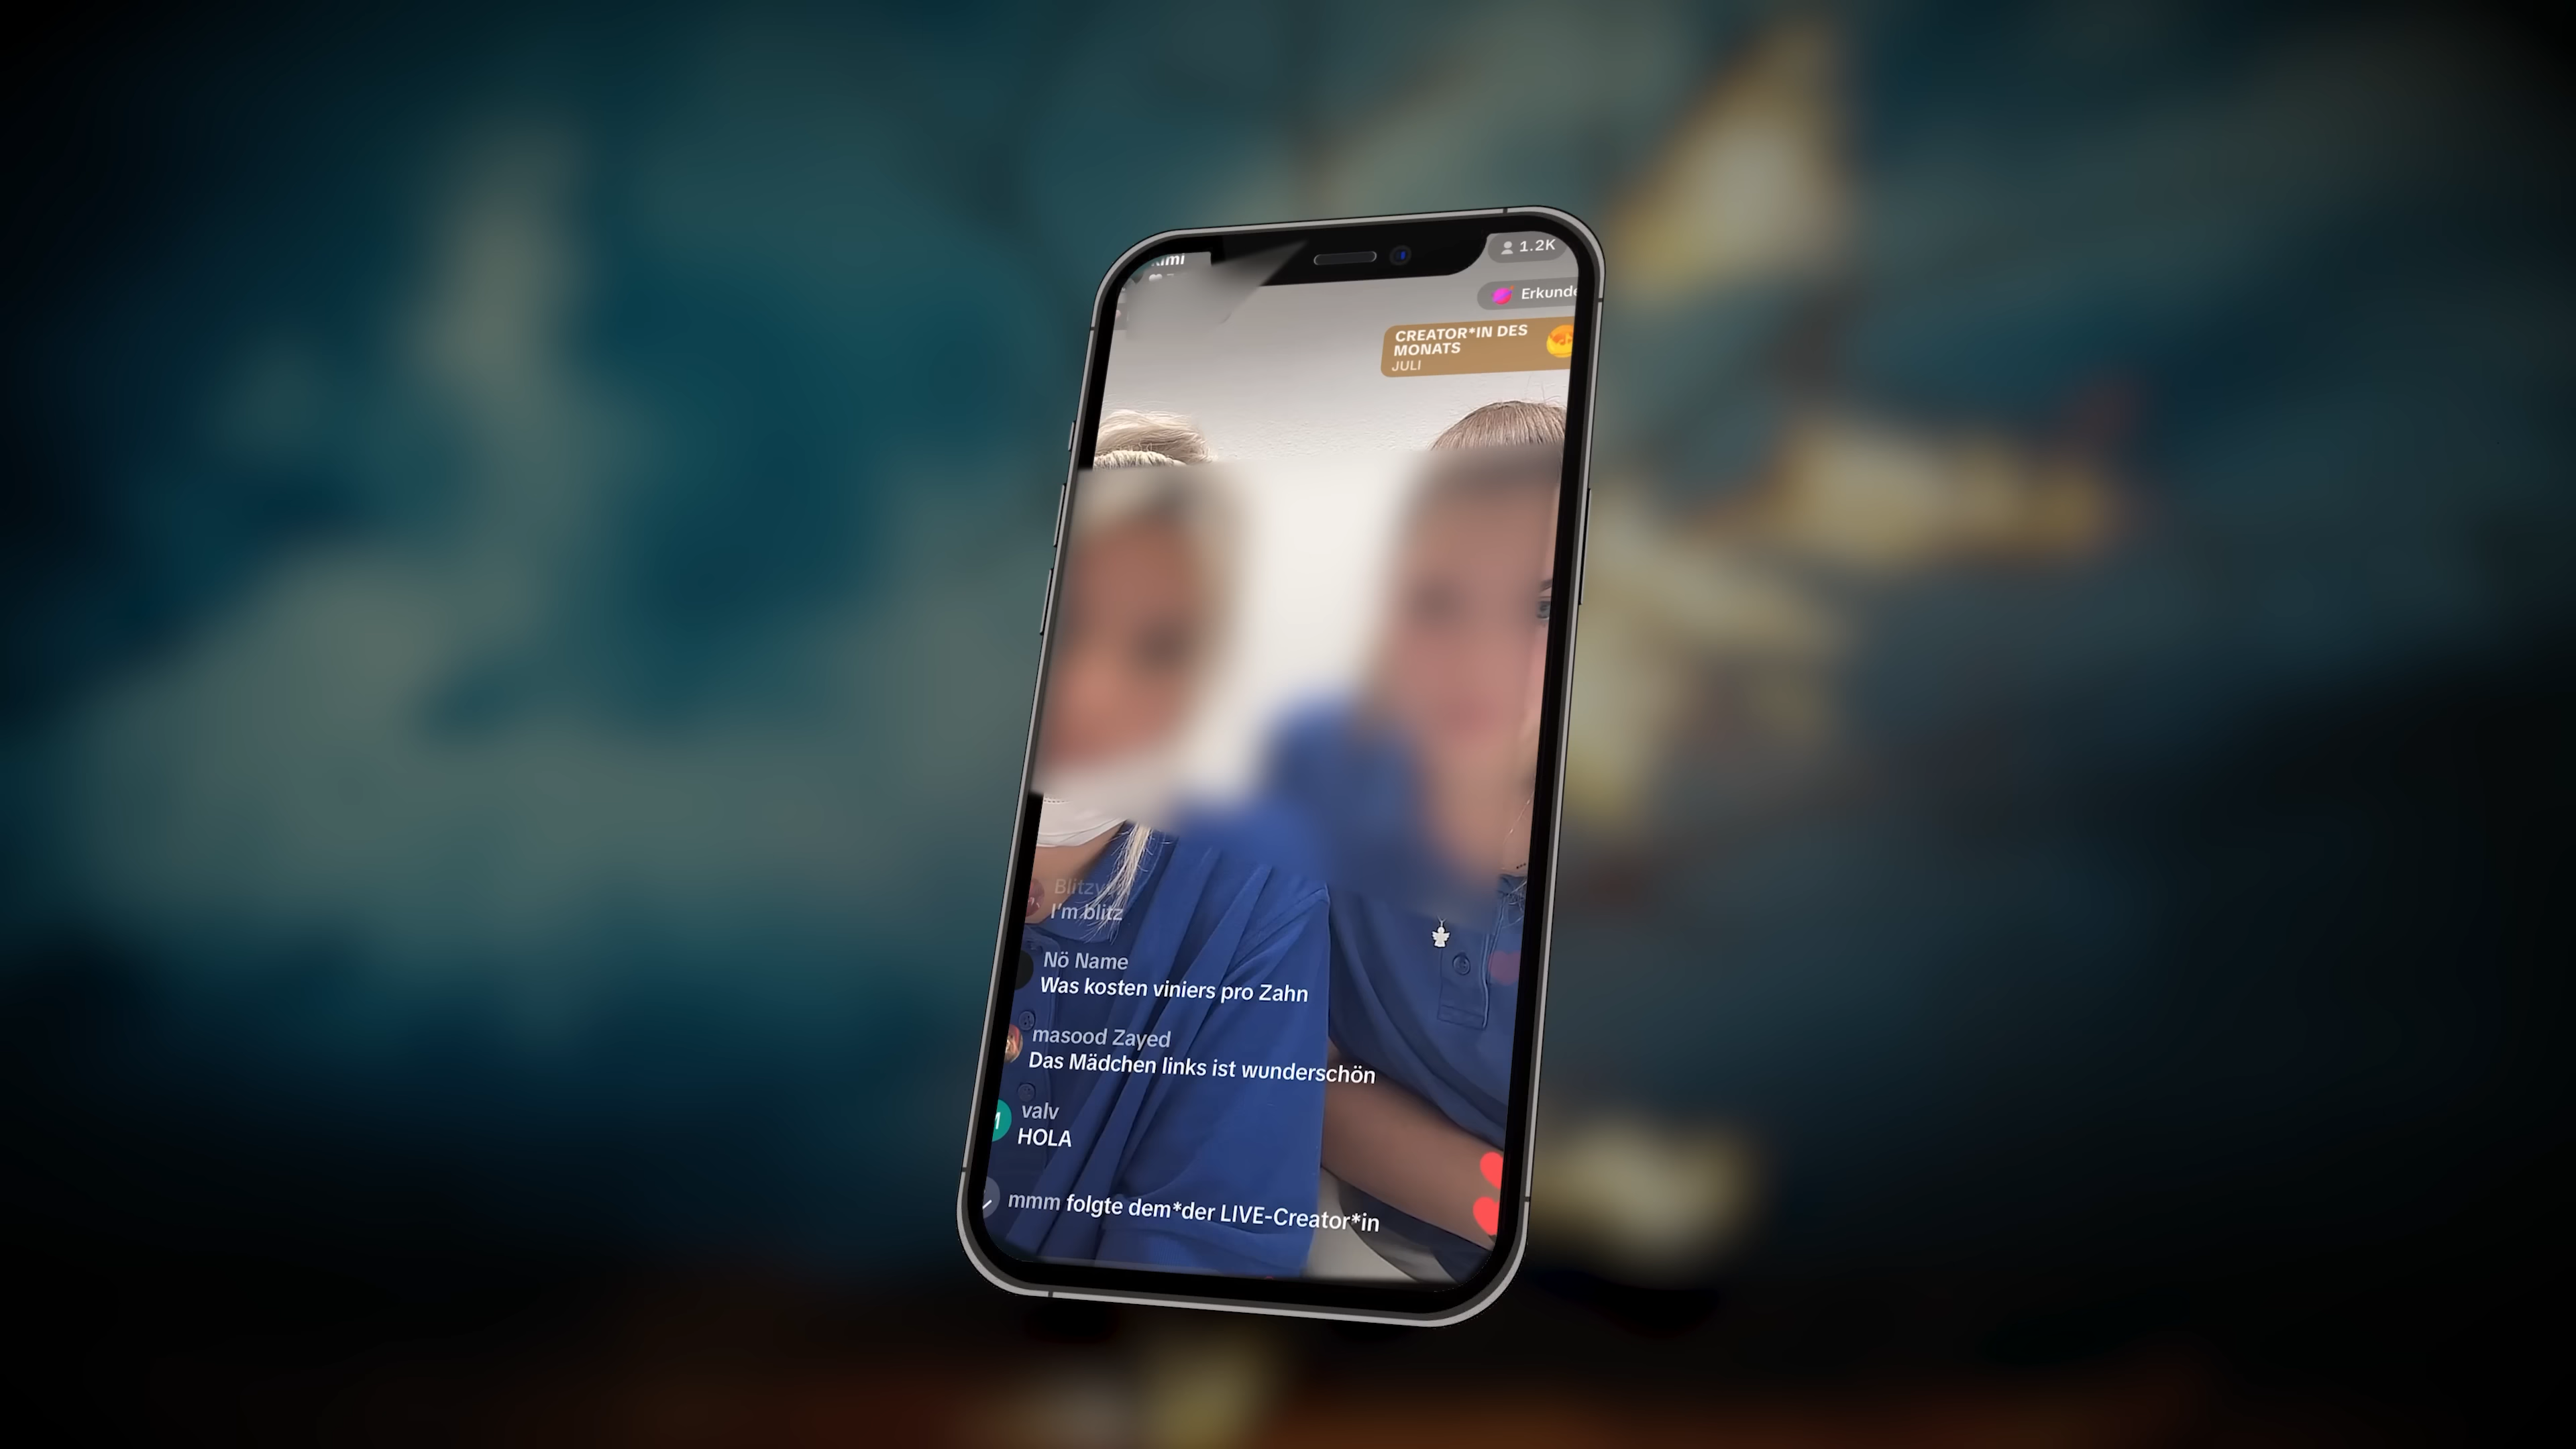 1.2K
CREATOR*IN DES
MONATS
JULI
I'm blitz
Nö Name
Was kosten viniers pro Zahn
masood Zayed
Das Mädchen links ist wunderschön
valv
HOLA
mmm folgte dem*der LIVE-Creator*in